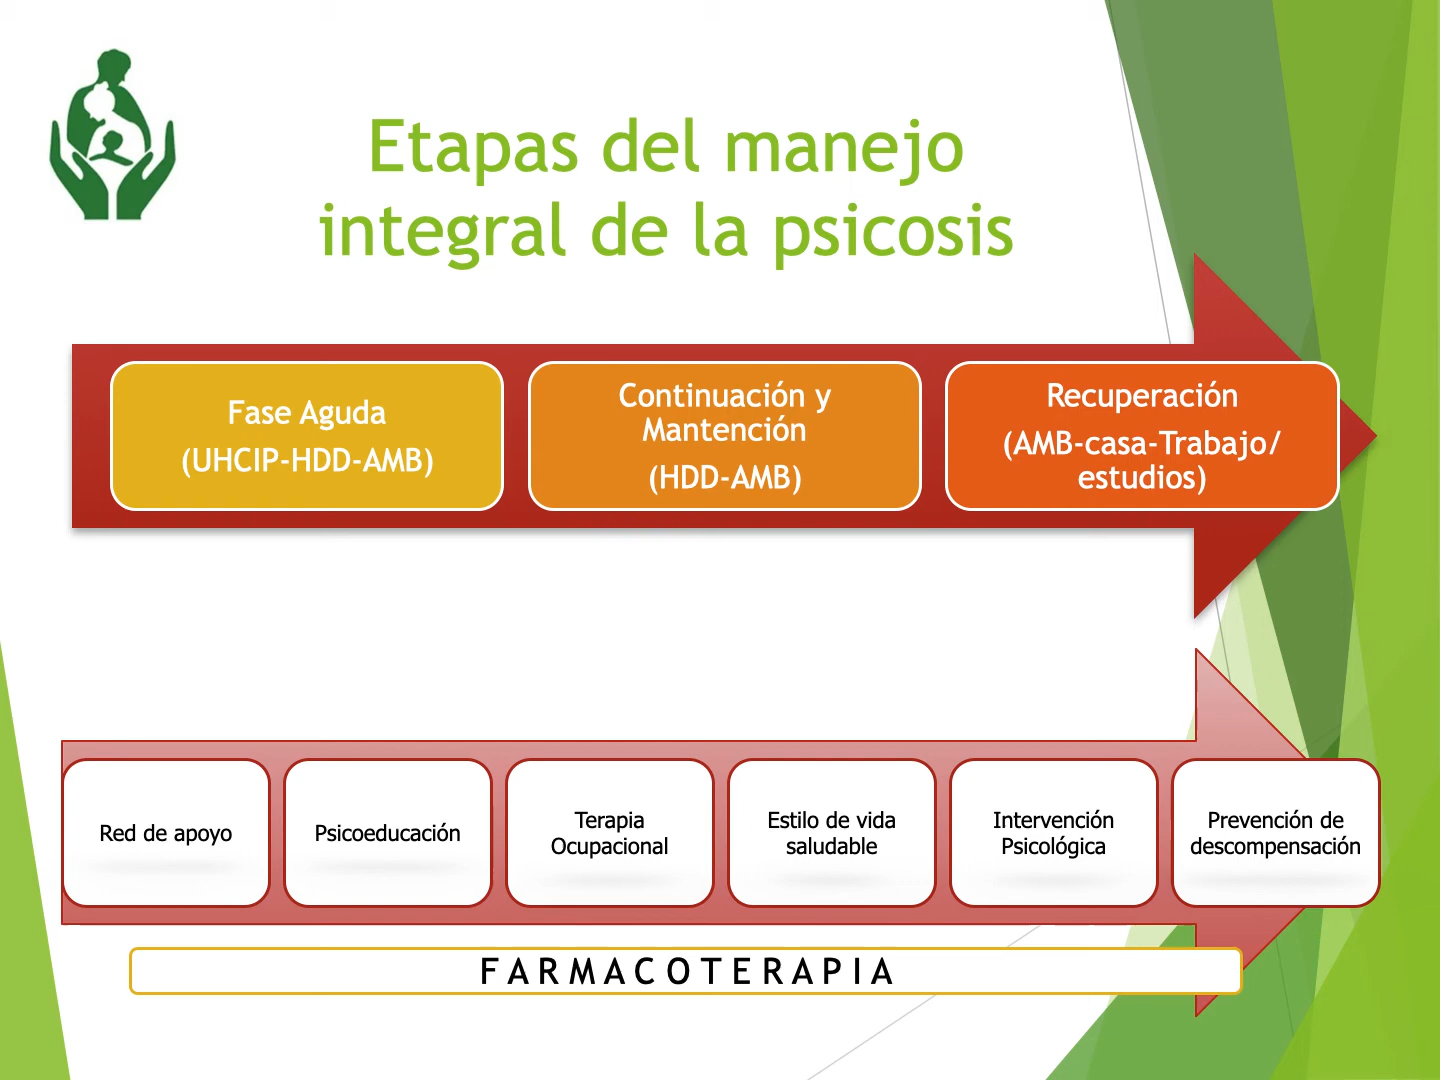 Etapas del manejo
integral de la psicosis
Fase Aguda
(UHCIP-HDD-AMB)
Continuación y
Mantención
(HDD-AMB)
Recuperación
(AMB-casa-Trabajo/
estudios)
Red de apoyo
Psicoeducación
Terapia
Ocupacional
Estilo de vida
saludable
Intervención
Psicológica
Prevención de
descompensación
FARMACOTERAPIA